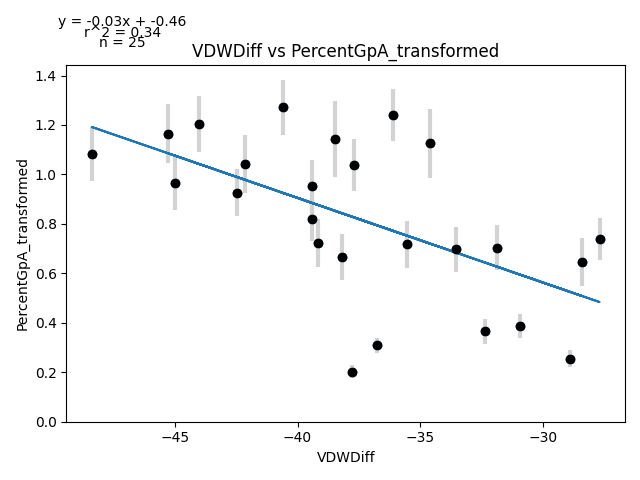 y = -0.03x + -0.46
r^2 = 0.34
n = 25
VDWDiff vs PercentGpA_transformed
PercentGpA_transformed
1.4
1.2
1.0
0.8
0.6
0.4
0.2
0.0
−45
−40
−35
−30
VDWDiff